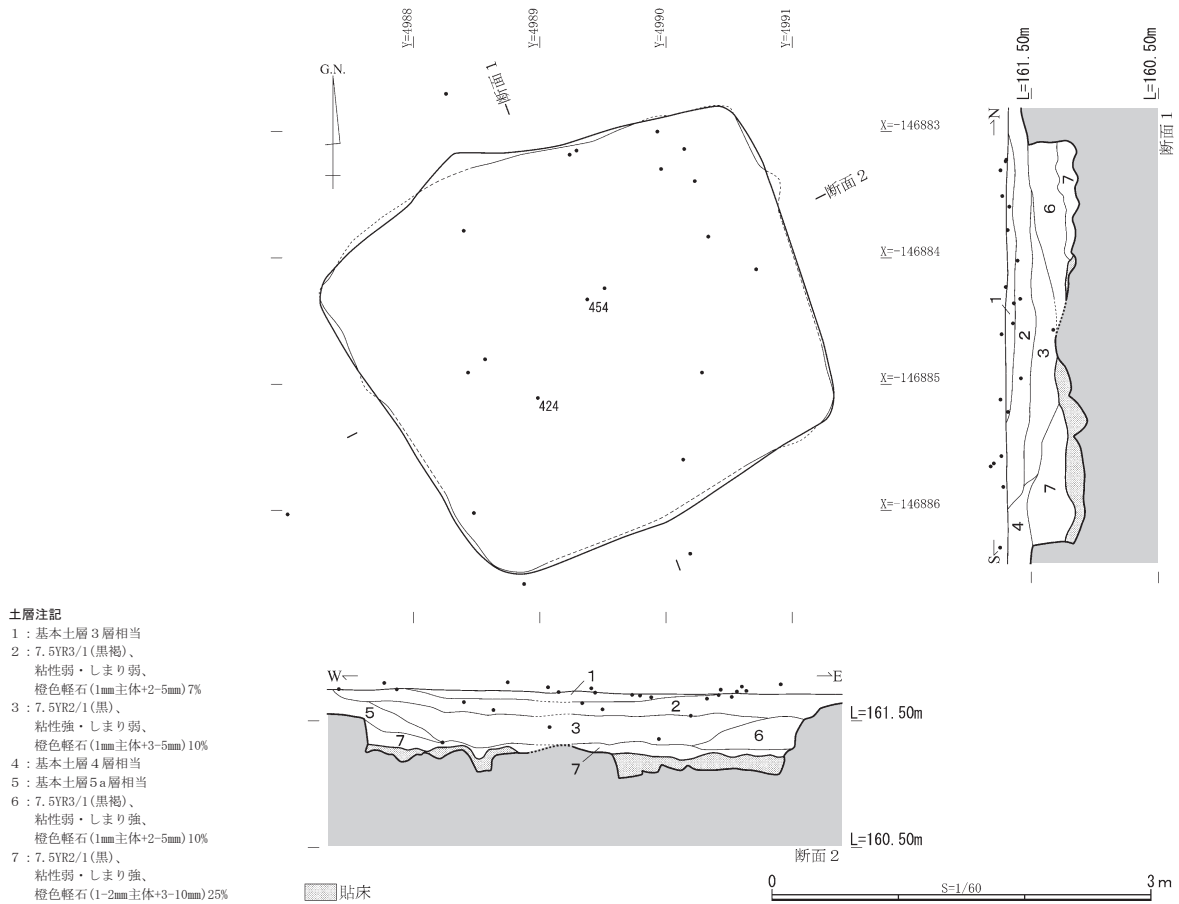 Y=4988
Y=4989
Y=4990
Y=4991
G.N.
断面1
断面2
X=-146883
X=-146884
X=-146885
X=-146886
454
424
L=161.50m
L=160.50m
断面1
N
S
1
2
3
4
6
7
7
土層注記
1：基本土層3層相当
2：7.5YR3/1(黒褐)、
粘性弱・しまり弱、
橙色軽石(1mm主体+2-5mm)7%
3：7.5YR2/1(黒)、
粘性強・しまり弱、
橙色軽石(1mm主体+3-5mm)10%
4：基本土層4層相当
5：基本土層5a層相当
6：7.5YR3/1(黒褐)、
粘性弱・しまり強、
橙色軽石(1mm主体+2-5mm)10%
7：7.5YR2/1(黒)、
粘性弱・しまり強、
橙色軽石(1-2mm主体+3-10mm)25%
W
E
1
2
3
5
6
7
7
L=161.50m
L=160.50m
断面2
貼床
0
S=1/60
3m